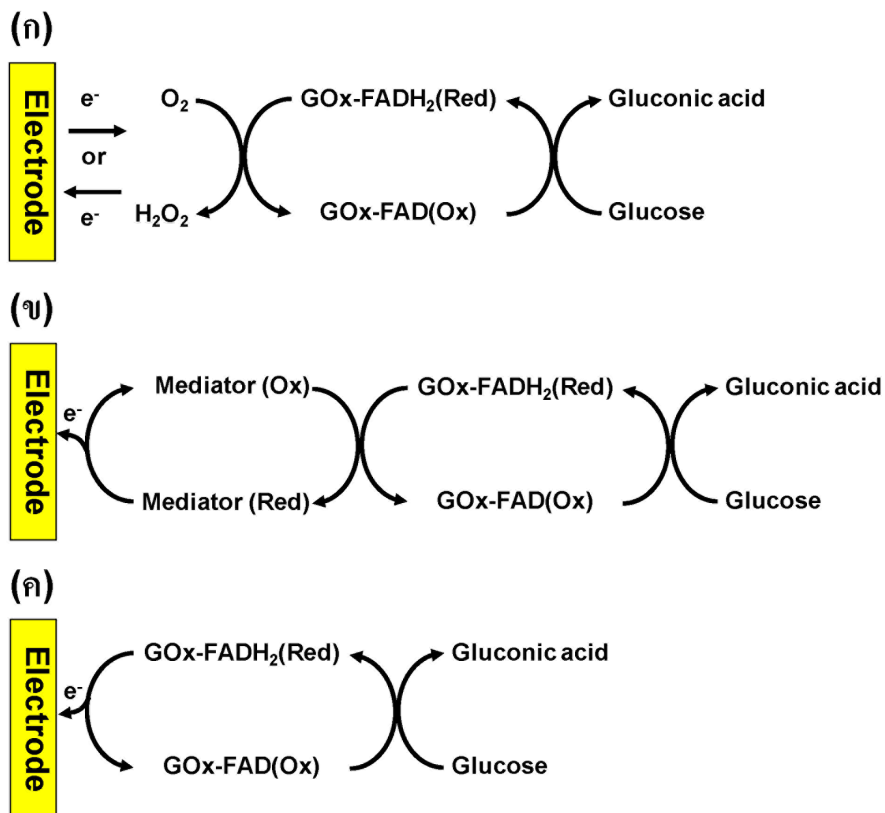 (ก)
Electrode
e⁻
or
e⁻
O₂
GOx-FADH₂(Red)
Gluconic acid
H₂O₂
GOx-FAD(Ox)
Glucose
(ข)
Electrode
e⁻
Mediator (Ox)
GOx-FADH₂(Red)
Gluconic acid
Mediator (Red)
GOx-FAD(Ox)
Glucose
(ค)
Electrode
e⁻
GOx-FADH₂(Red)
Gluconic acid
GOx-FAD(Ox)
Glucose